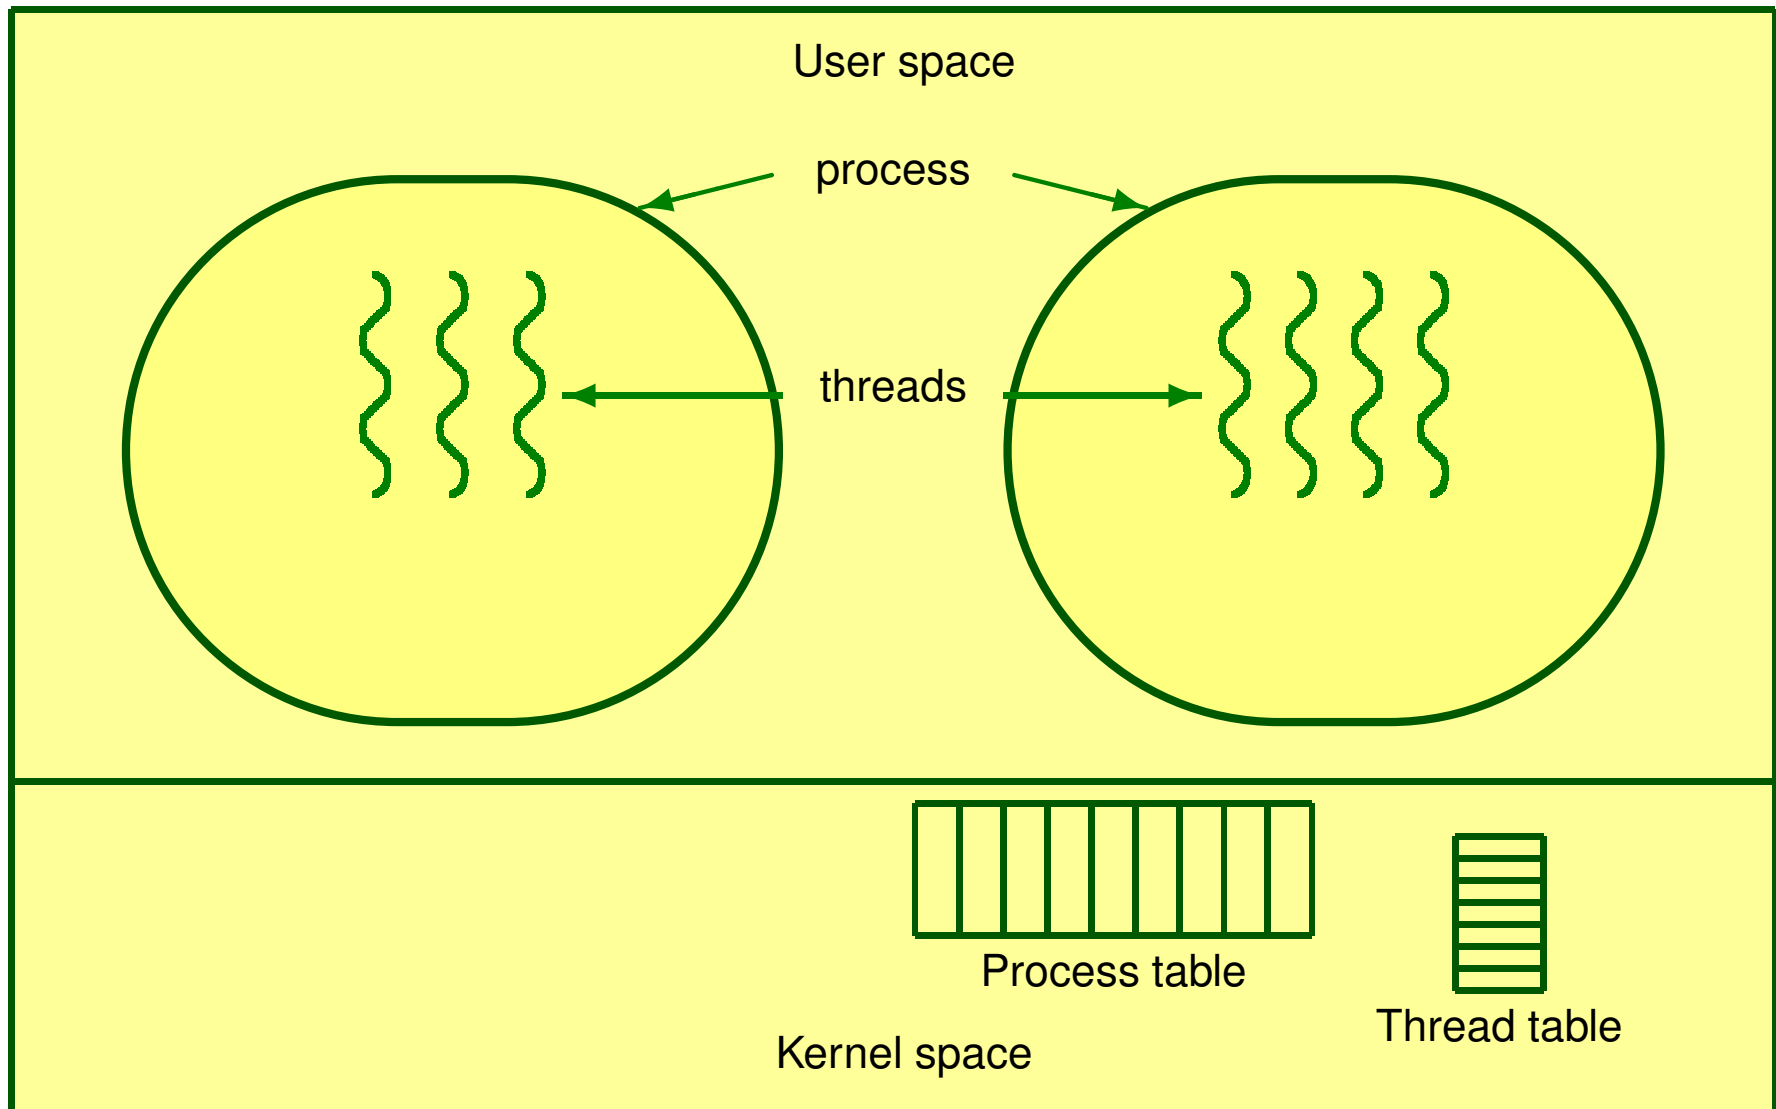 User space
process
threads
Process table
Thread table
Kernel space